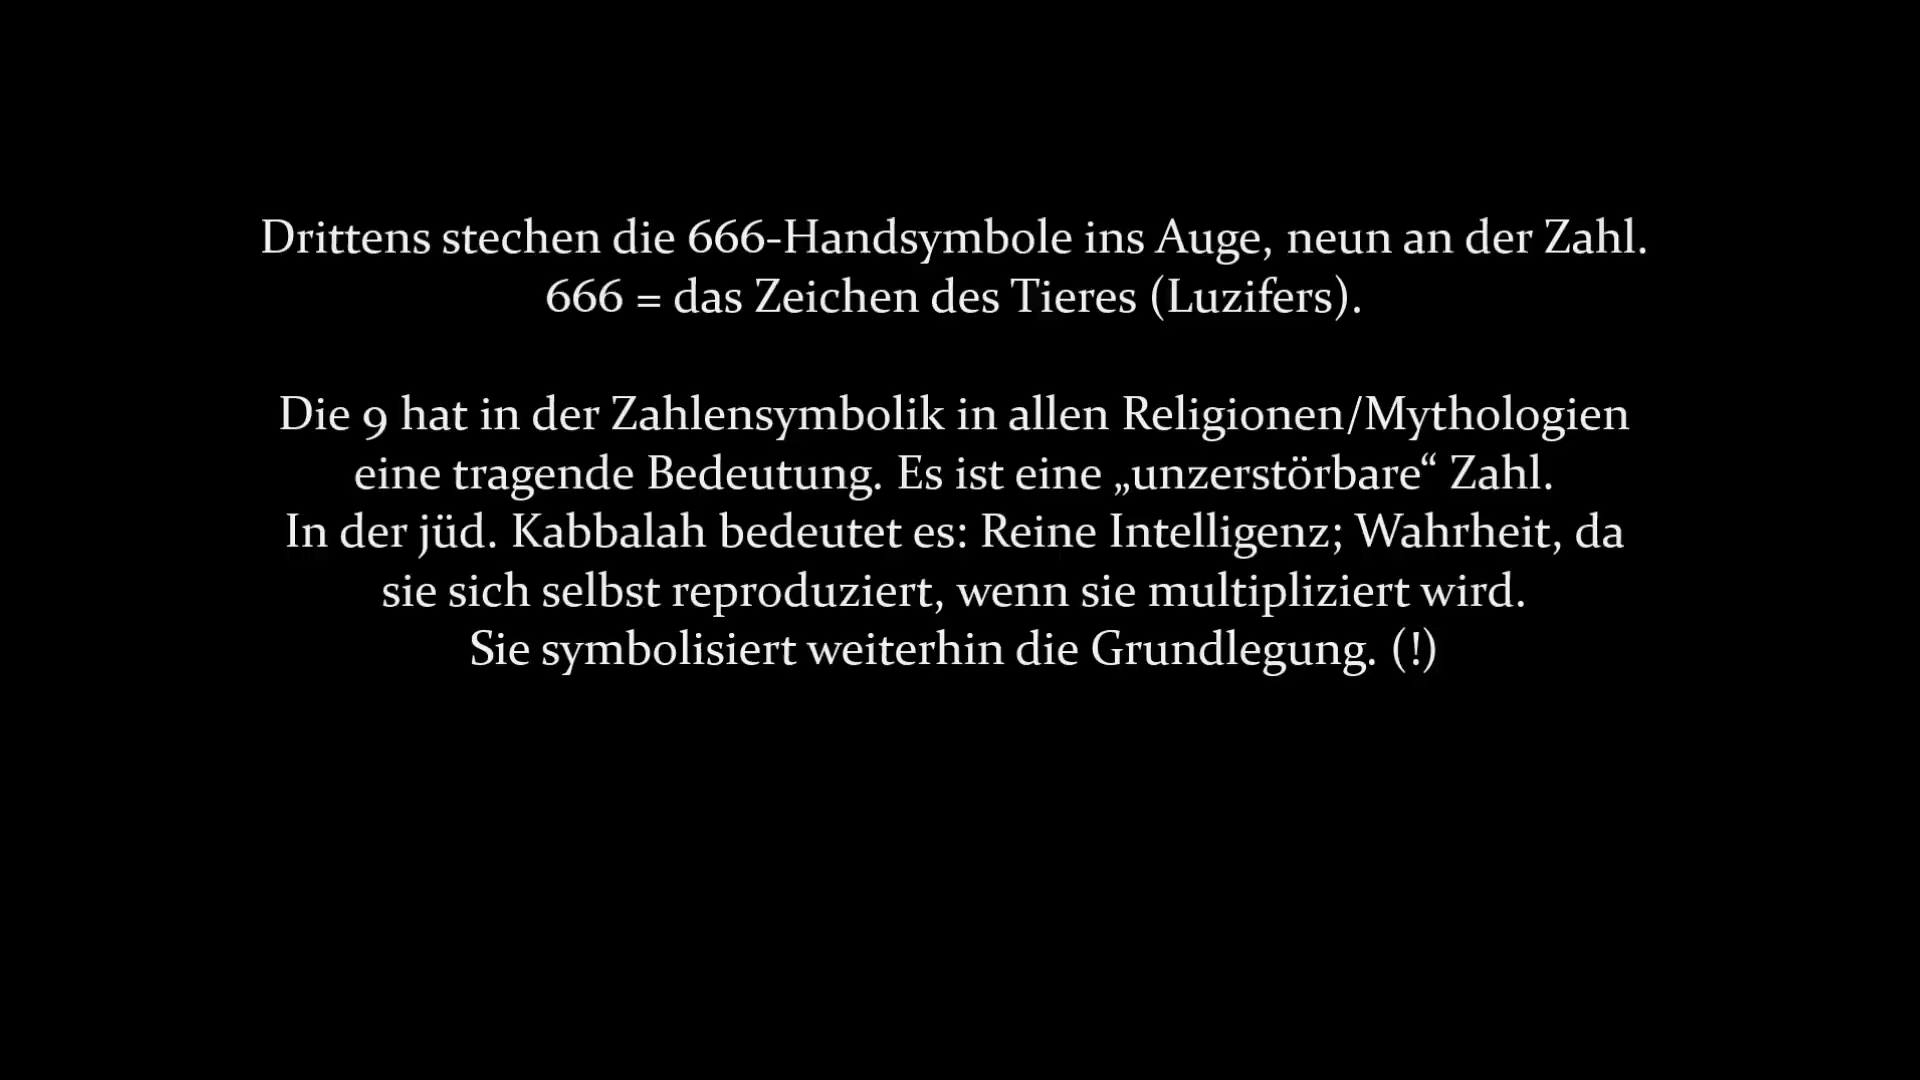 Drittens stechen die 666-Handsymbole ins Auge, neun an der Zahl.
666 = das Zeichen des Tieres (Luzifers).
Die 9 hat in der Zahlensymbolik in allen Religionen/Mythologien
eine tragende Bedeutung. Es ist eine „unzerstörbare“ Zahl.
In der jüd. Kabbalah bedeutet es: Reine Intelligenz; Wahrheit, da
sie sich selbst reproduziert, wenn sie multipliziert wird.
Sie symbolisiert weiterhin die Grundlegung. (!)